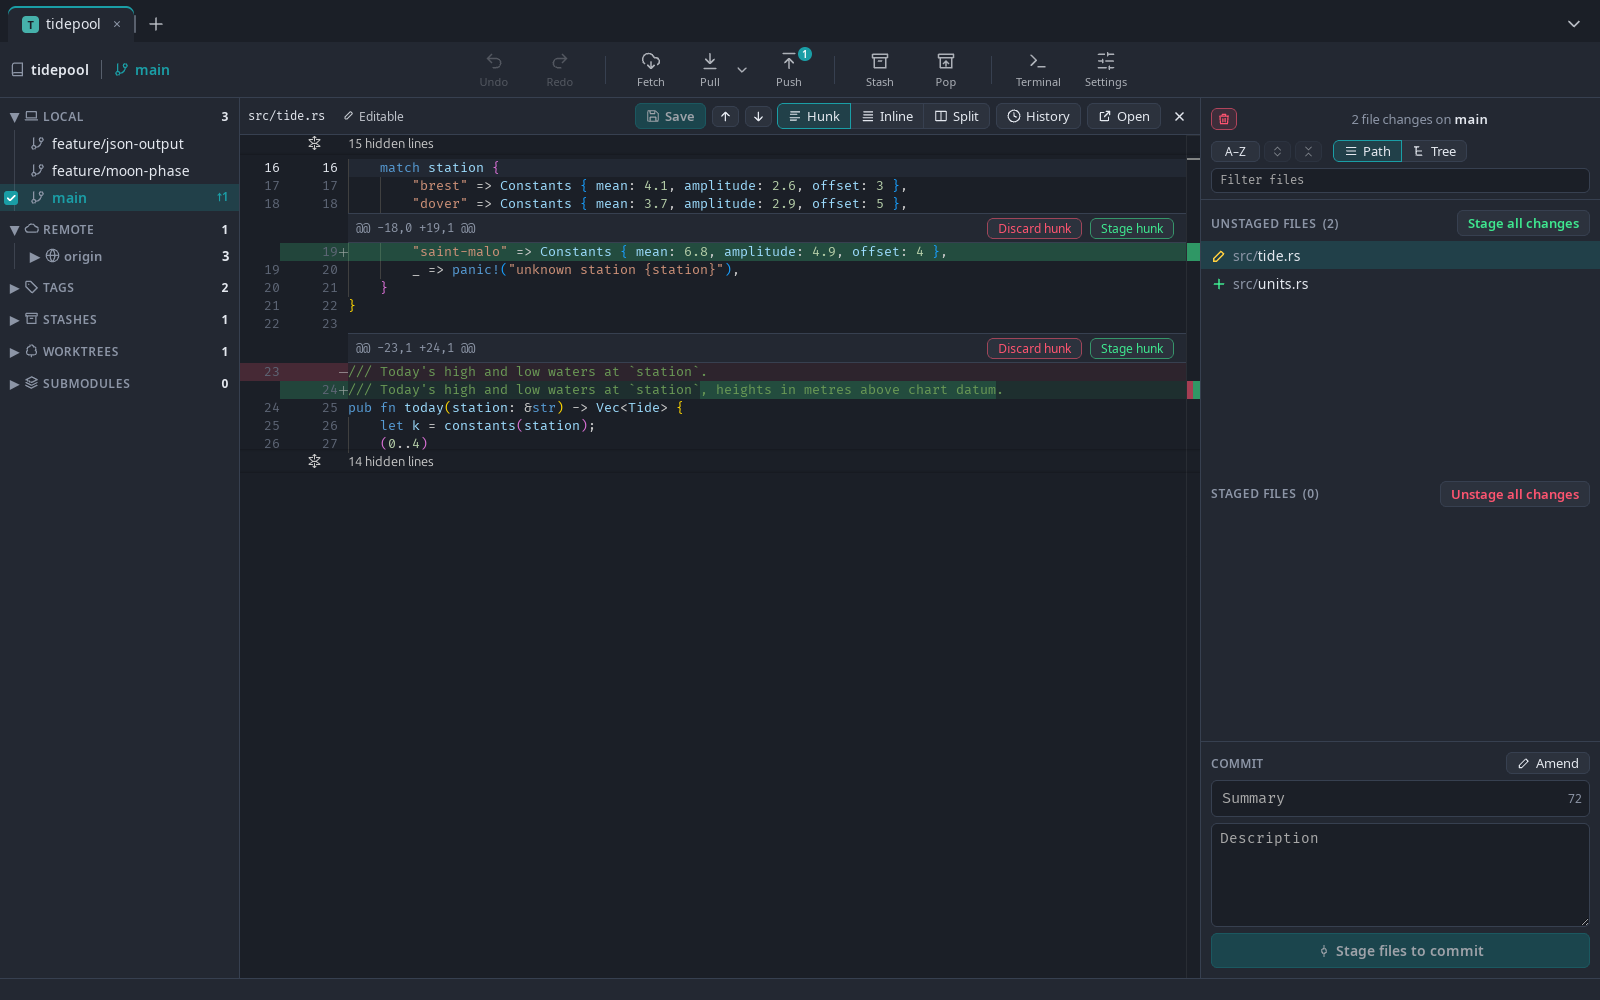 T tidepool ×
tidepool main
Undo
Redo
Fetch
Pull
Push
1
Stash
Pop
Terminal
Settings
LOCAL 3
feature/json-output
feature/moon-phase
main ↑1
REMOTE 1
origin 3
TAGS 2
STASHES 1
WORKTREES 1
SUBMODULES 0
src/tide.rs Editable Save Hunk Inline Split History Open
15 hidden lines
16 16 match station {
17 17 "brest" => Constants { mean: 4.1, amplitude: 2.6, offset: 3 },
18 18 "dover" => Constants { mean: 3.7, amplitude: 2.9, offset: 5 },
@@ -18,0 +19,1 @@ Discard hunk Stage hunk
19+ "saint-malo" => Constants { mean: 6.8, amplitude: 4.9, offset: 4 },
19 20 _ => panic!("unknown station {station}"),
20 21 }
21 22 }
22 23
@@ -23,1 +24,1 @@ Discard hunk Stage hunk
23 −/// Today's high and low waters at `station`.
24+/// Today's high and low waters at `station`, heights in metres above chart datum.
24 25 pub fn today(station: &str) -> Vec<Tide> {
25 26 let k = constants(station);
26 27 (0..4)
14 hidden lines
2 file changes on main
A–Z Path Tree
Filter files
UNSTAGED FILES (2) Stage all changes
src/tide.rs
src/units.rs
STAGED FILES (0) Unstage all changes
COMMIT Amend
Summary 72
Description
Stage files to commit